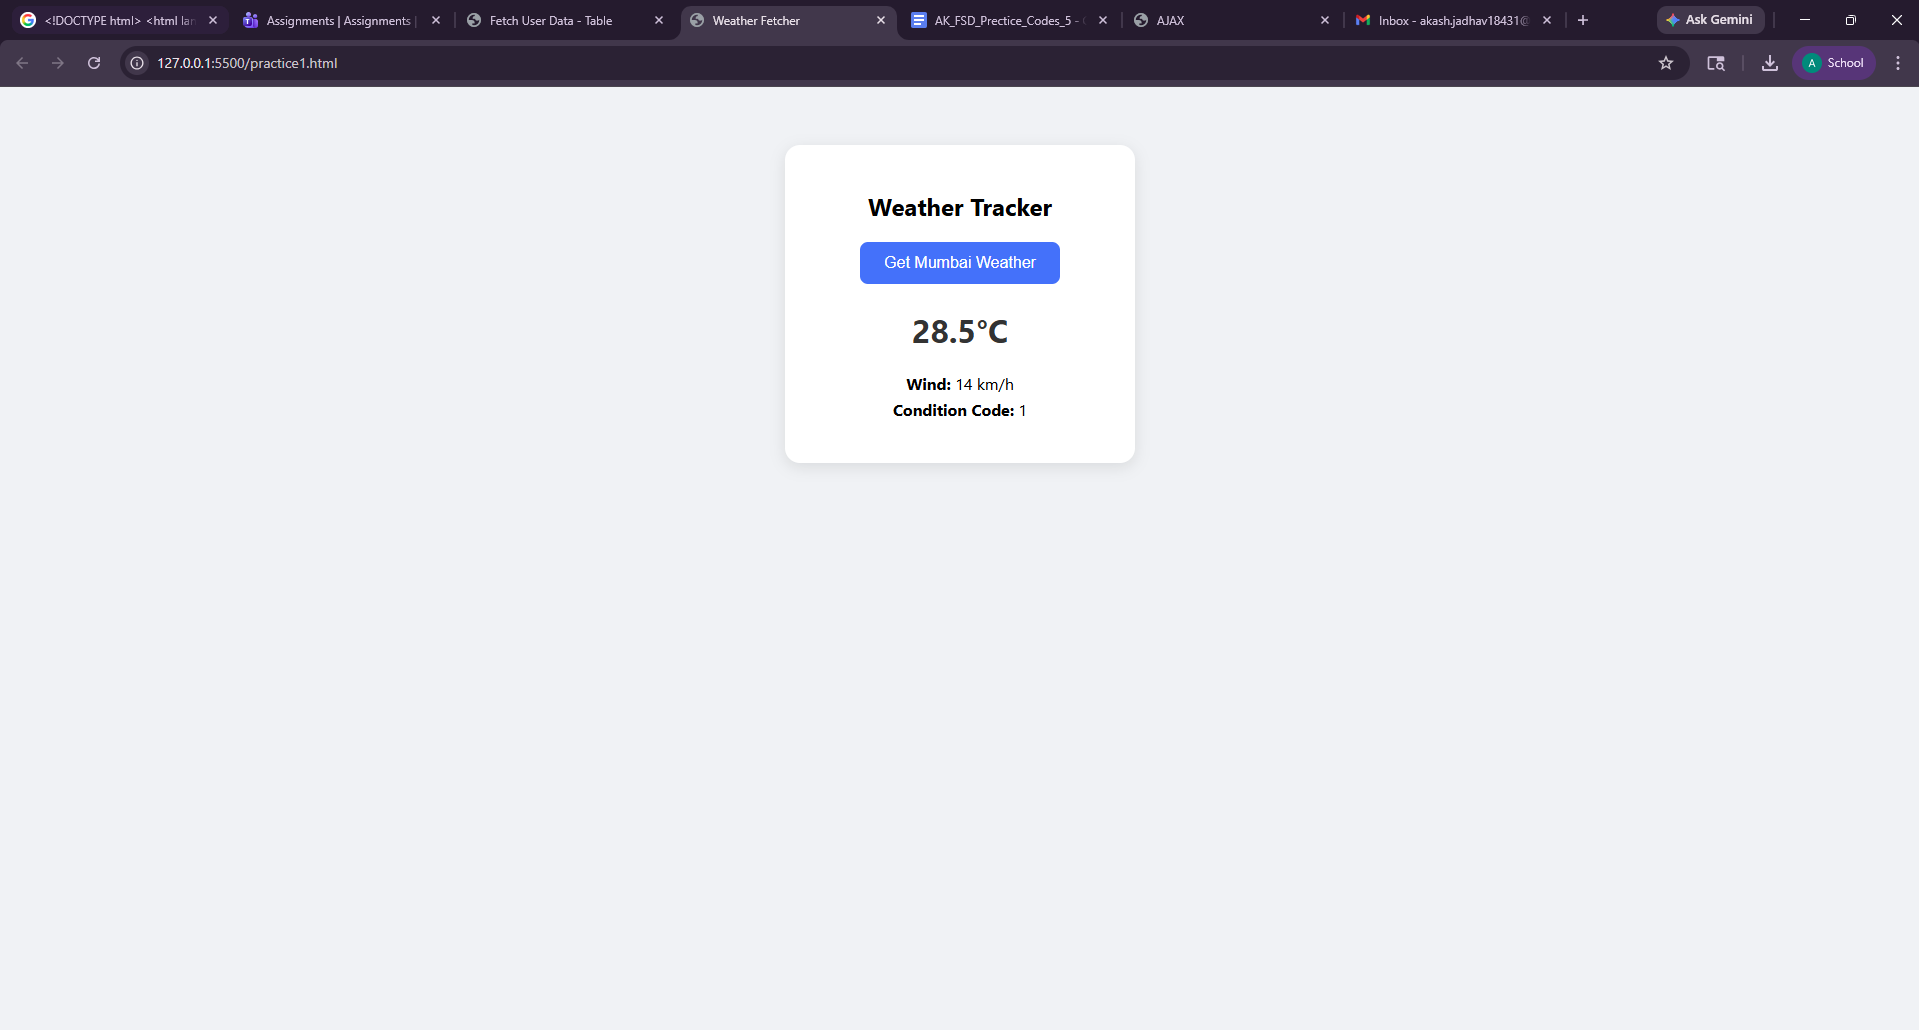 <!DOCTYPE html> <html lan
Assignments | Assignments |
Fetch User Data - Table
Weather Fetcher
AK_FSD_Prectice_Codes_5 -
AJAX
Inbox - akash.jadhav18431@
Ask Gemini
127.0.0.1:5500/practice1.html
A School
Weather Tracker
Get Mumbai Weather
28.5°C
Wind: 14 km/h
Condition Code: 1